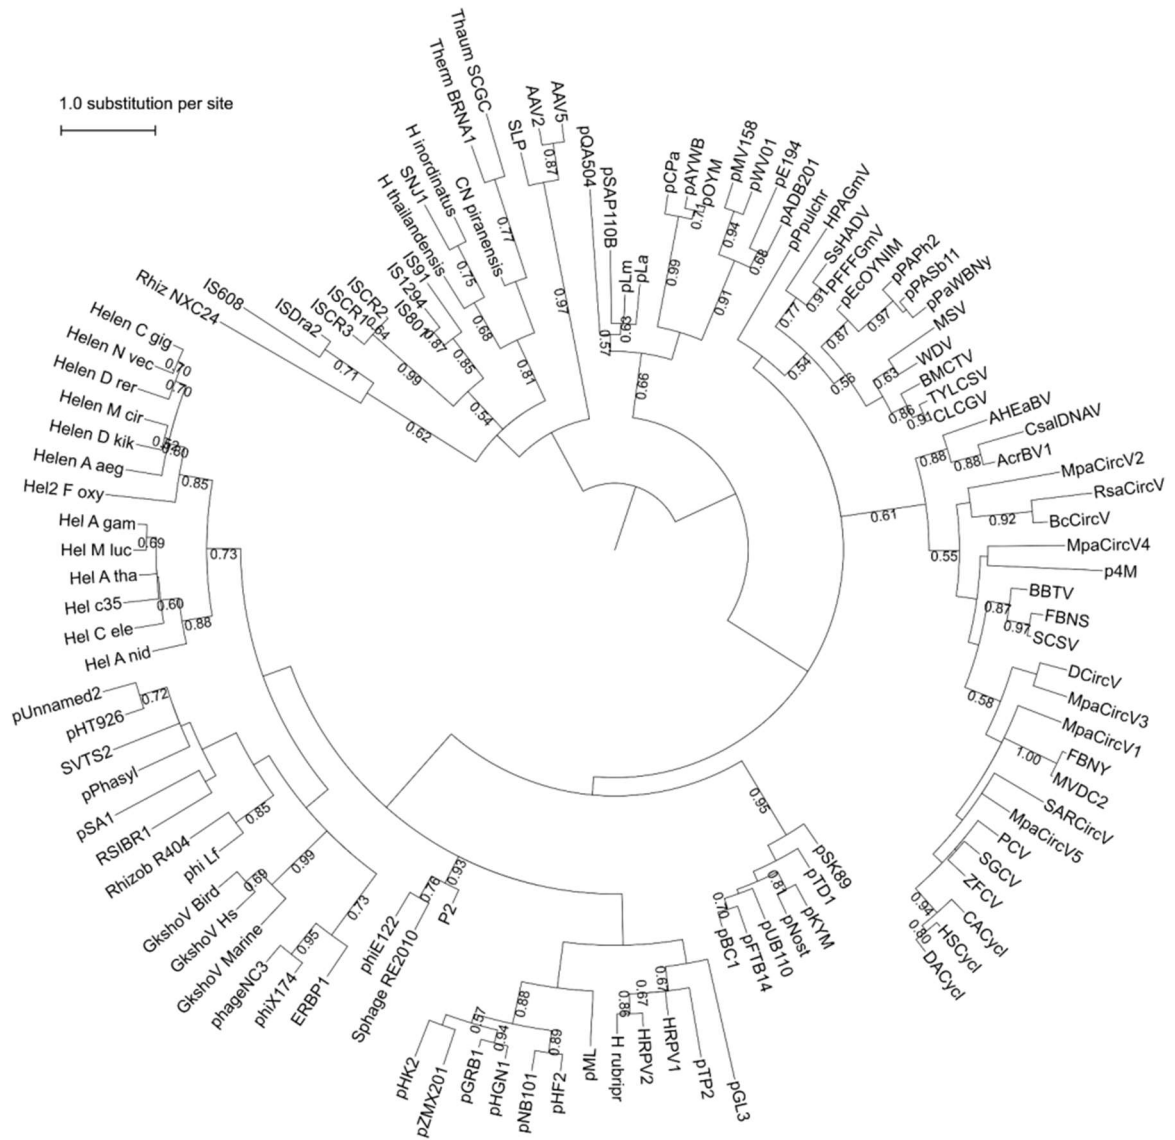 1.0 substitution per site
Thaum SCGC
Therm BRNA1
SLP
AAV2
AAV5
0.87
pQA504
pSAP110B
pLm
pLa
0.63
0.57
0.66
pCPa
pAYWB
pOYM
0.71
0.99
pMV158
pWV01
pE194
pADB201
0.94
0.68
0.91
pPpulchr
HPAGmV
SsHADV
PFFFGmV
0.91
0.77
pEcOYNIM
pPAPh2
pPASb11
pPaWBNy
0.97
0.87
0.54
0.56
MSV
WDV
BMCTV
TYLCSV
CLCGV
0.63
0.86
0.91
AHEaBV
CsalDNAV
AcrBV1
0.88
0.88
0.61
MpaCircV2
RsaCircV
BcCircV
0.92
0.55
MpaCircV4
p4M
BBTV
FBNS
SCSV
0.87
0.97
DCircV
MpaCircV3
0.58
MpaCircV1
FBNY
MVDC2
1.00
SARCircV
MpaCircV5
PCV
SGCV
ZFCV
CACycl
HSCycl
DACycl
0.94
0.80
0.95
pSK89
pTD1
pKYM
pNost
pUB110
pFTB14
pBC1
0.81
0.70
pGL3
pTP2
HRPV1
HRPV2
H rubripr
0.67
0.67
0.86
pML
pHF2
pNB101
pHGN1
pGRB1
pZMX201
pHK2
0.89
0.88
0.94
0.57
P2
Sphage RE2010
phiE122
0.93
0.76
ERBP1
phiX174
phageNC3
0.95
0.73
GkshoV Marine
GkshoV Hs
GkshoV Bird
0.69
0.99
phi Lf
Rhizob R404
0.85
RSIBR1
pSA1
pPhasyl
SVTS2
pHT926
pUnnamed2
0.72
Hel A nid
Hel C ele
Hel c35
Hel A tha
Hel M luc
Hel A gam
0.69
0.60
0.88
0.73
Hel2 F oxy
Helen A aeg
Helen D kik
Helen M cir
Helen D rer
Helen N vec
Helen C gig
0.70
0.70
0.85
Rhiz NXC24
IS608
ISDra2
0.71
0.62
ISCR3
ISCR1
ISCR2
0.64
0.99
IS801
IS1294
IS91
0.87
0.85
0.54
H thailandensis
SNJ1
H inordinatus
0.75
0.68
CN piranensis
0.77
0.81
0.97